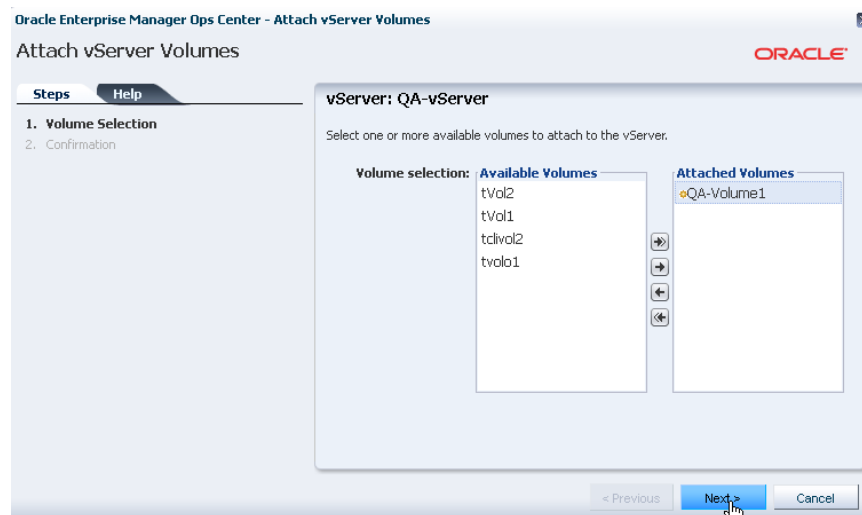 Oracle Enterprise Manager Ops Center - Attach vServer Volumes
Attach vServer Volumes
ORACLE
Steps Help
1. Volume Selection
2. Confirmation
vServer: QA-vServer
Select one or more available volumes to attach to the vServer.
Volume selection: Available Volumes Attached Volumes
tVol2 QA-Volume1
tVol1
tclivol2
tvolo1
< Previous Next > Cancel